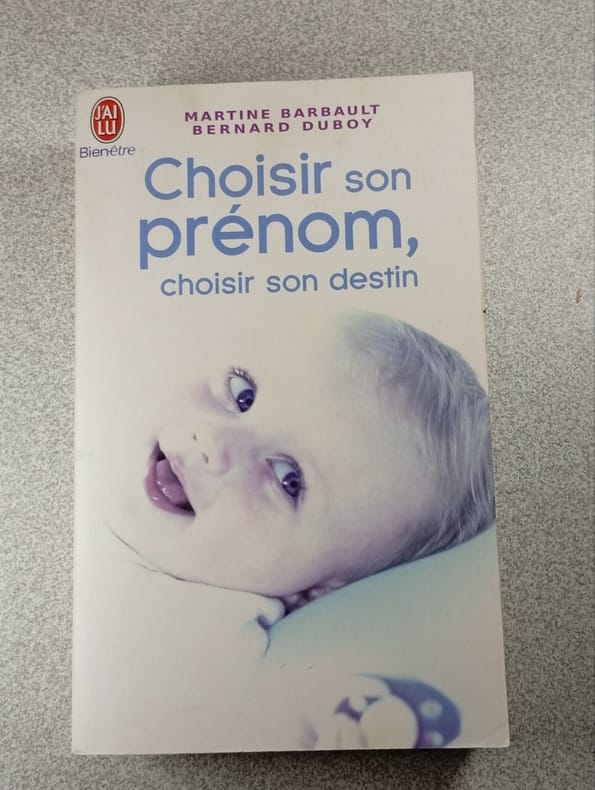 J'AI
LU
Bien-être
MARTINE BARBAULT
BERNARD DUBOY
Choisir son
prénom,
choisir son destin